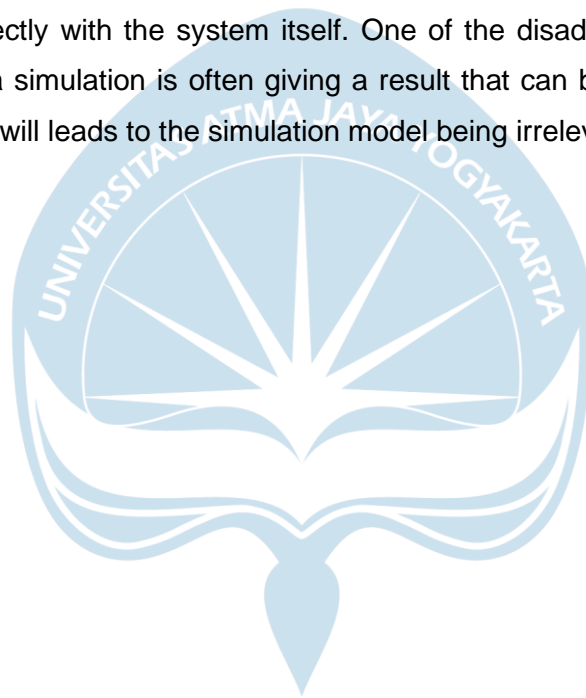 ectly with the system itself. One of the disad
a simulation is often giving a result that can b
will leads to the simulation model being irrelev
UNIVERSITAS ATMA JAYA YOGYAKARTA